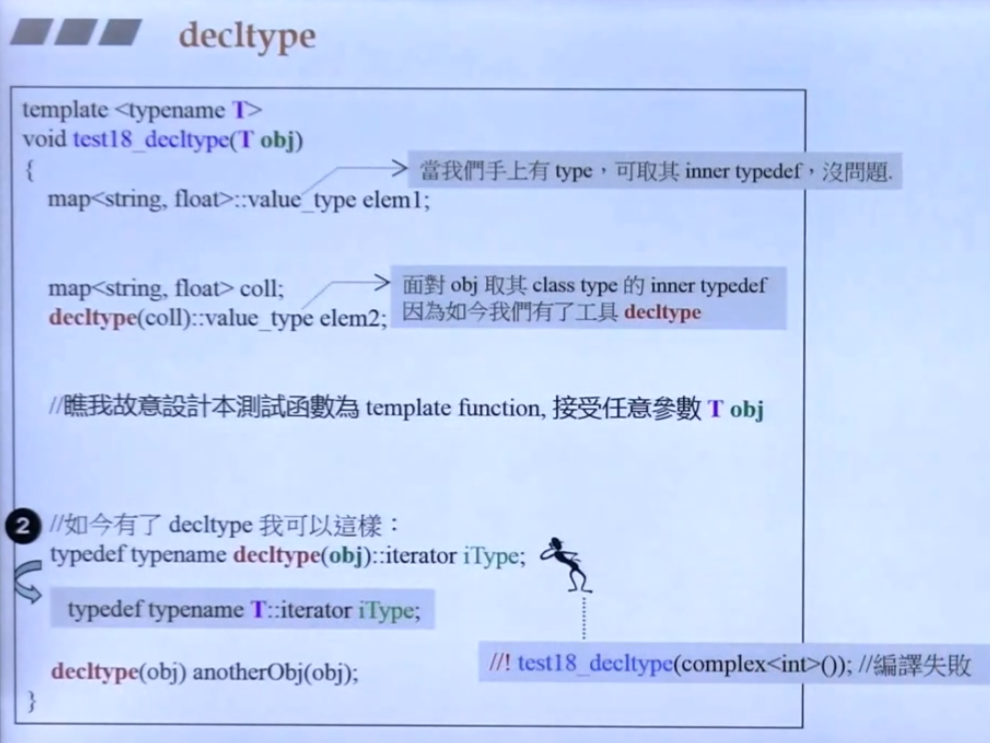 decltype
template <typename T>
void test18_decltype(T obj)
{
當我們手上有 type，可取其 inner typedef，沒問題.
map<string, float>::value_type elem1;
map<string, float> coll;
decltype(coll)::value_type elem2;
面對 obj 取其 class type 的 inner typedef
因為如今我們有了工具 decltype
//瞧我故意設計本測試函數為 template function, 接受任意參數 T obj
2 //如今有了 decltype 我可以這樣：
typedef typename decltype(obj)::iterator iType;
typedef typename T::iterator iType;
decltype(obj) anotherObj(obj);
//! test18_decltype(complex<int>()); //編譯失敗
}